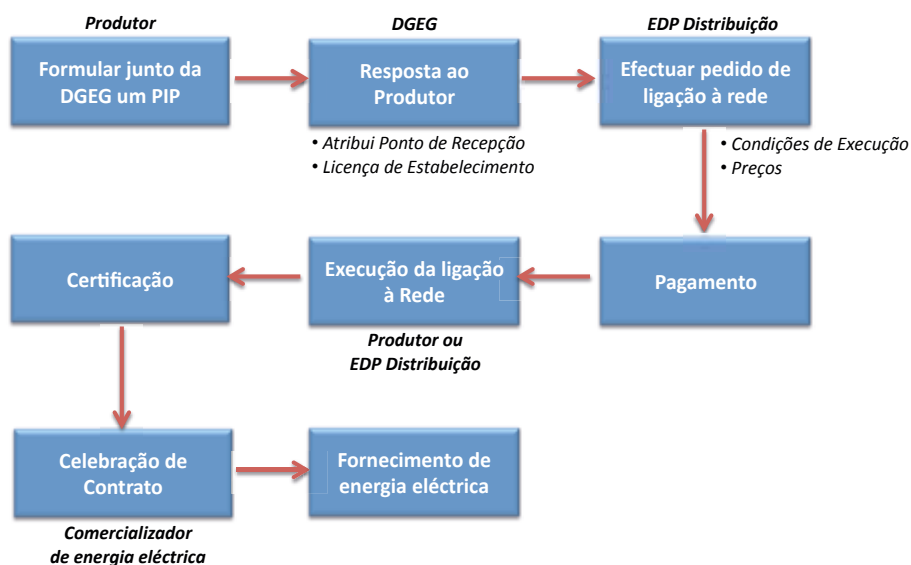 Produtor
Formular junto da
DGEG um PIP
DGEG
Resposta ao
Produtor
• Atribui Ponto de Recepção
• Licença de Estabelecimento
EDP Distribuição
Efectuar pedido de
ligação à rede
• Condições de Execução
• Preços
Pagamento
Execução da ligação
à Rede
Produtor ou
EDP Distribuição
Certificação
Celebração de
Contrato
Comercializador
de energia eléctrica
Fornecimento de
energia eléctrica